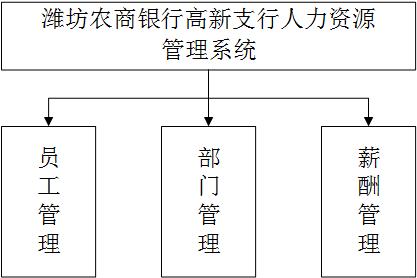 潍坊农商银行高新支行人力资源
管理系统
员工管理
部门管理
薪酬管理